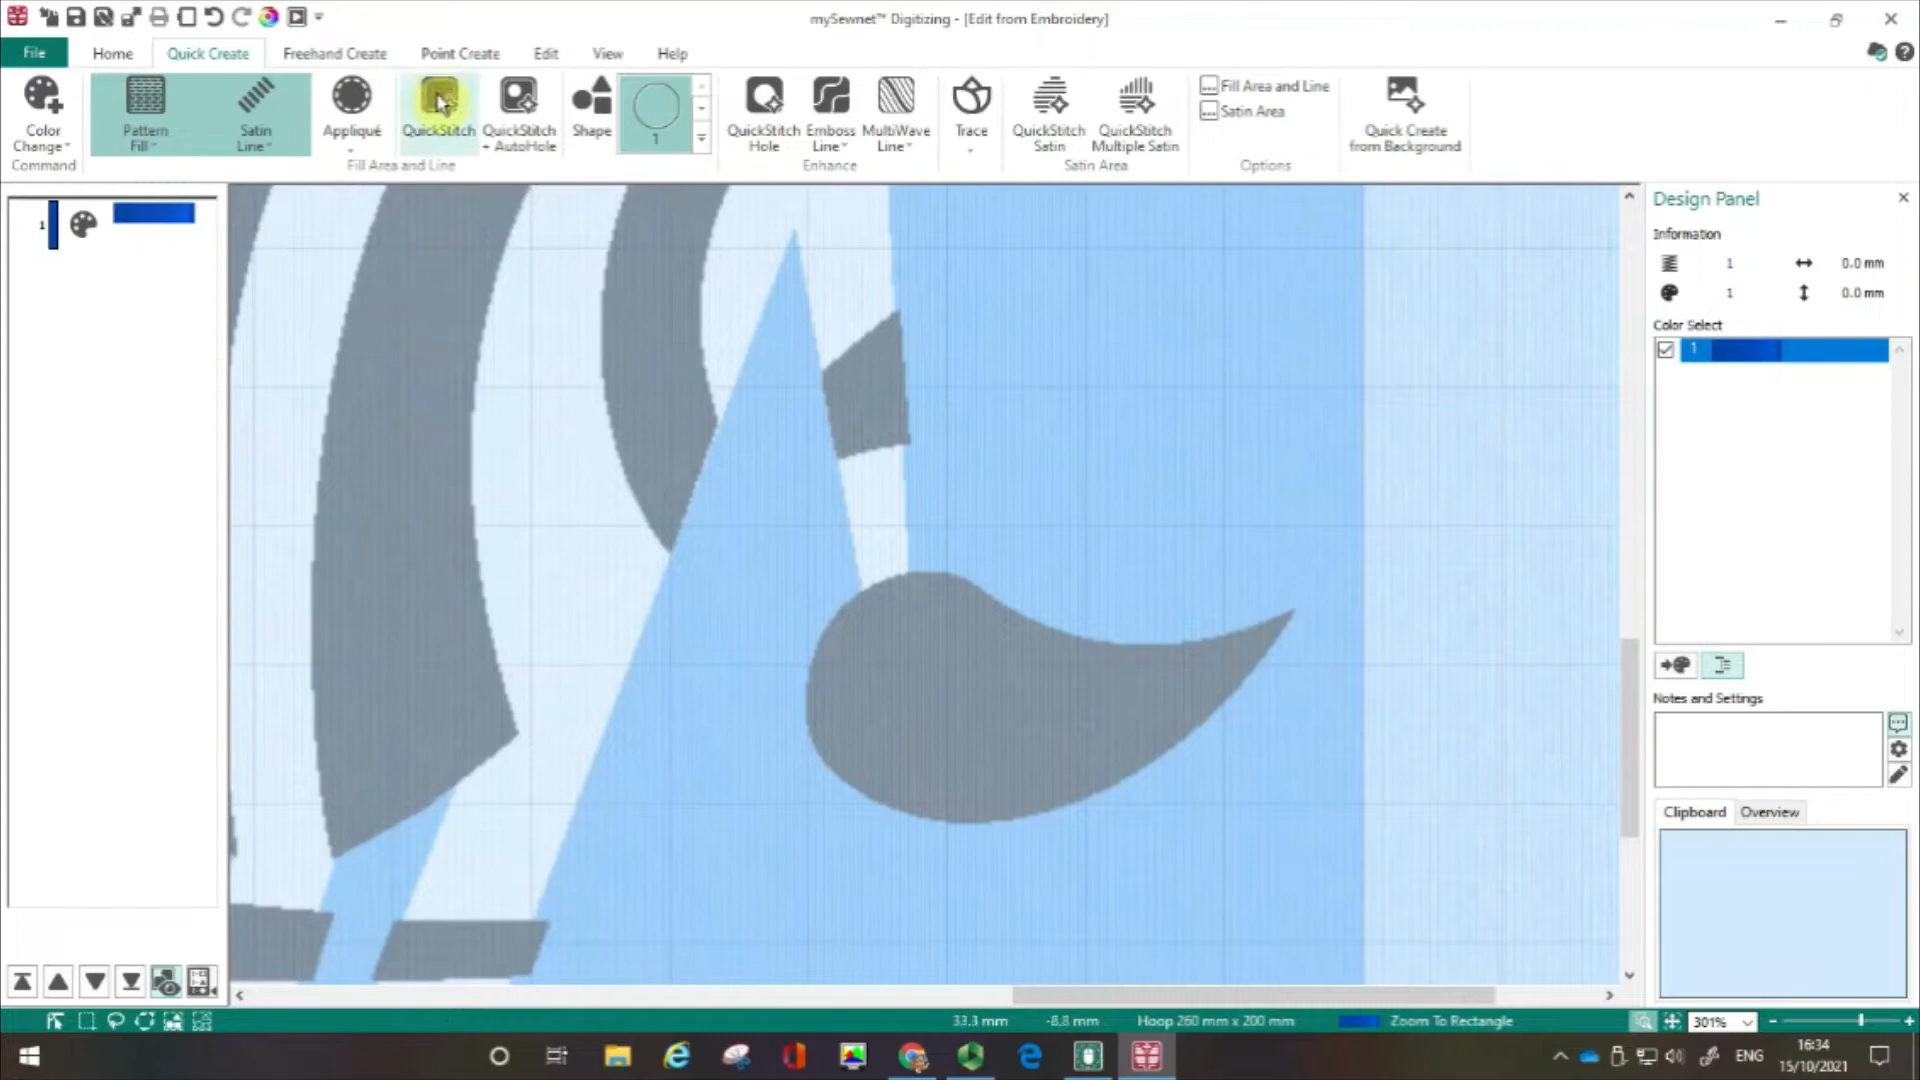 mySewnet™ Digitizing - [Edit from Embroidery]
File Home Quick Create Freehand Create Point Create Edit View Help
Color Change
Pattern Fill
Satin Line
Appliqué
QuickStitch
QuickStitch + AutoHole
Shape
1
QuickStitch Hole
Emboss Line
MultiWave Line
Trace
QuickStitch Satin
QuickStitch Multiple Satin
Fill Area and Line
Satin Area
Quick Create from Background
Command
Fill Area and Line
Enhance
Satin Area
Options
1
Design Panel
Information
1 0.0 mm
1 0.0 mm
Color Select
1
Notes and Settings
Clipboard Overview
33.3 mm -8.8 mm Hoop 260 mm x 200 mm Zoom To Rectangle 301%
ENG
16:34
15/10/2021